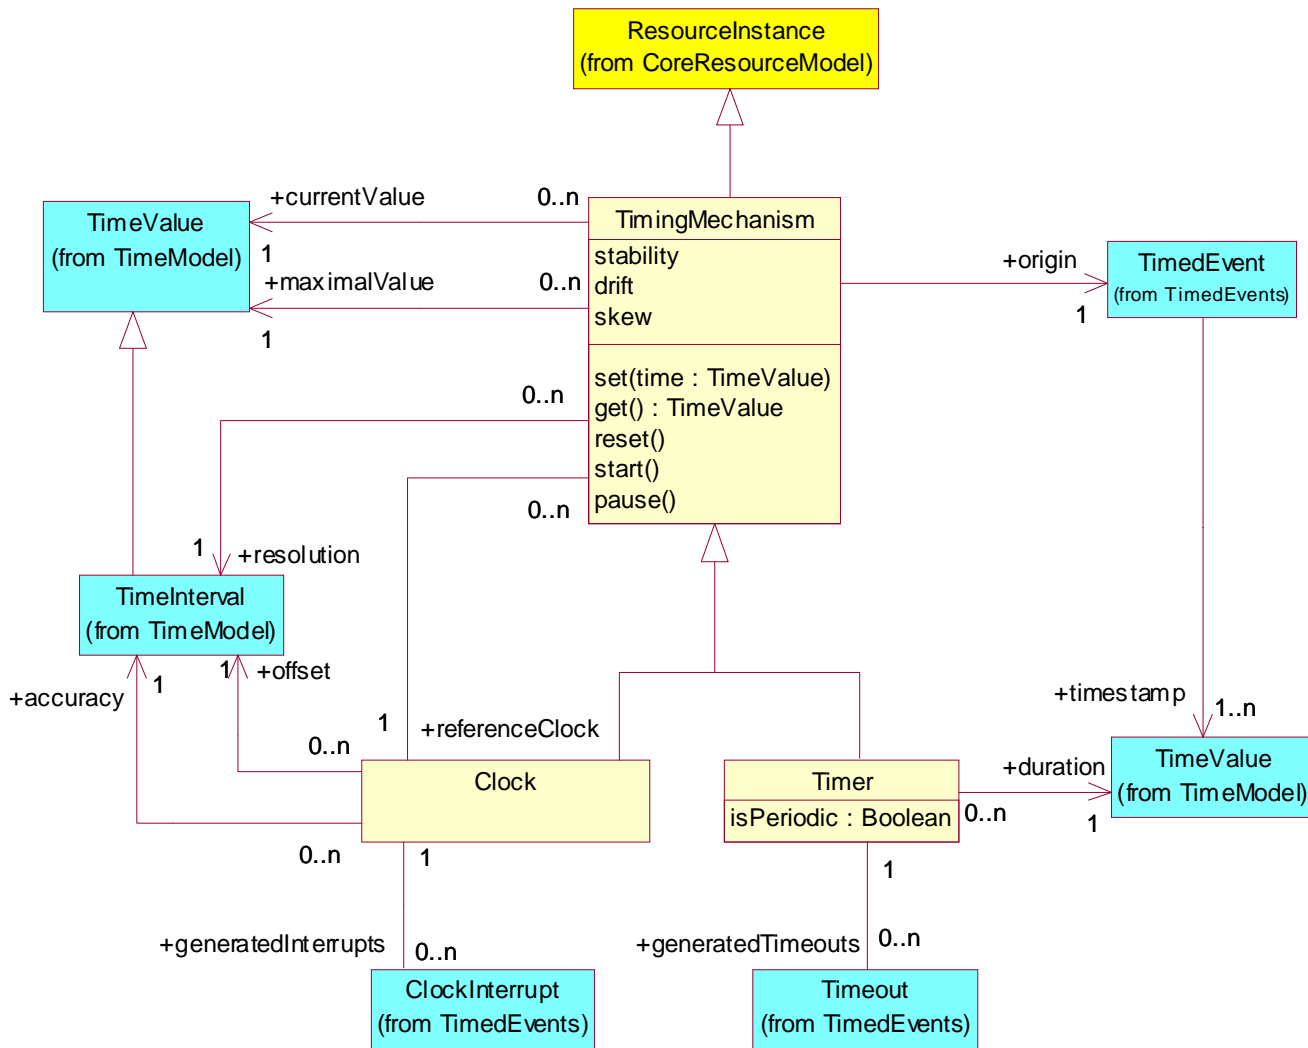 ResourceInstance
(from CoreResourceModel)
+currentValue
0..n
TimeValue
(from TimeModel)
1
+maximalValue
0..n
1
TimingMechanism
stability
drift
skew
set(time : TimeValue)
get() : TimeValue
reset()
start()
pause()
+origin
1
TimedEvent
(from TimedEvents)
0..n
0..n
1
+resolution
TimeInterval
(from TimeModel)
+accuracy
1
1
+offset
0..n
1
+referenceClock
+timestamp
1..n
Clock
0..n
1
Timer
isPeriodic : Boolean
+duration
0..n
1
TimeValue
(from TimeModel)
1
+generatedInterrupts
0..n
+generatedTimeouts
0..n
ClockInterrupt
(from TimedEvents)
Timeout
(from TimedEvents)